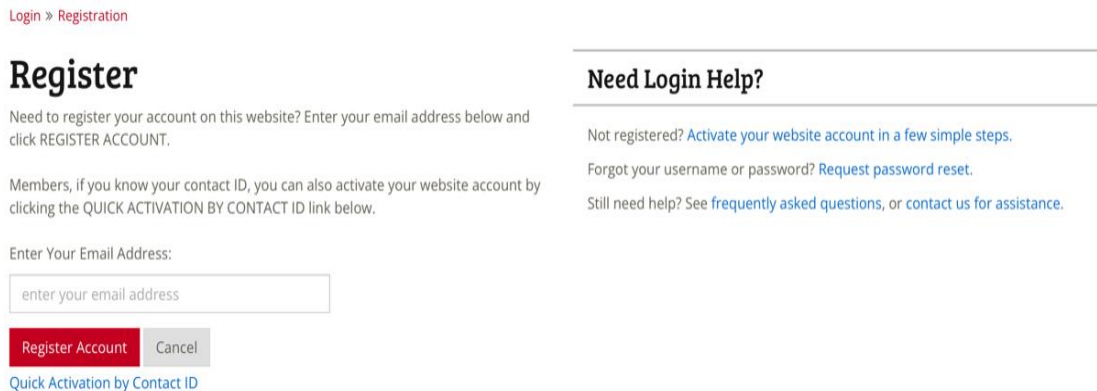 Login » Registration
Register
Need to register your account on this website? Enter your email address below and
click REGISTER ACCOUNT.
Members, if you know your contact ID, you can also activate your website account by
clicking the QUICK ACTIVATION BY CONTACT ID link below.
Enter Your Email Address:
enter your email address
Register Account Cancel
Quick Activation by Contact ID
Need Login Help?
Not registered? Activate your website account in a few simple steps.
Forgot your username or password? Request password reset.
Still need help? See frequently asked questions, or contact us for assistance.